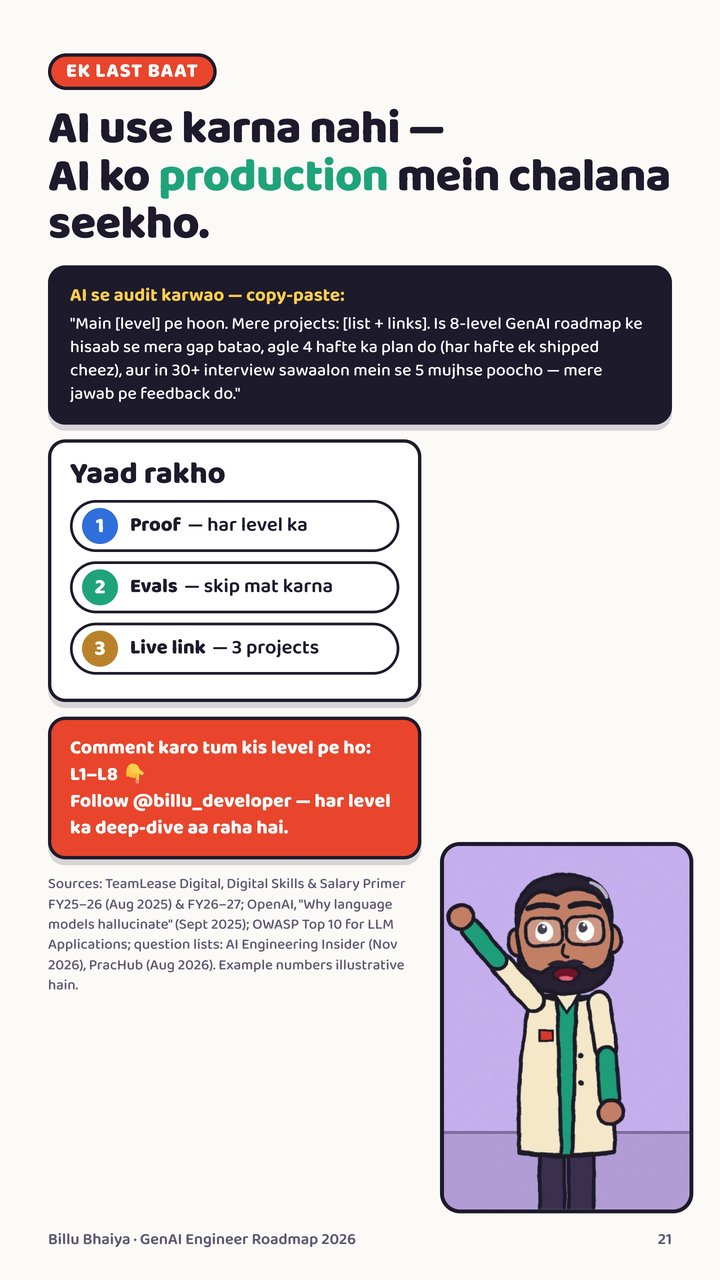 EK LAST BAAT
AI use karna nahi —
AI ko production mein chalana
seekho.
AI se audit karwao — copy-paste:
"Main [level] pe hoon. Mere projects: [list + links]. Is 8-level GenAI roadmap ke
hisaab se mera gap batao, agle 4 hafte ka plan do (har hafte ek shipped
cheez), aur in 30+ interview sawaalon mein se 5 mujhse poocho — mere
jawab pe feedback do."
Yaad rakho
1 Proof — har level ka
2 Evals — skip mat karna
3 Live link — 3 projects
Comment karo tum kis level pe ho:
L1–L8 👇
Follow @billu_developer — har level
ka deep-dive aa raha hai.
Sources: TeamLease Digital, Digital Skills & Salary Primer
FY25–26 (Aug 2025) & FY26–27; OpenAI, "Why language
models hallucinate" (Sept 2025); OWASP Top 10 for LLM
Applications; question lists: AI Engineering Insider (Nov
2026), PracHub (Aug 2026). Example numbers illustrative
hain.
Billu Bhaiya · GenAI Engineer Roadmap 2026
21